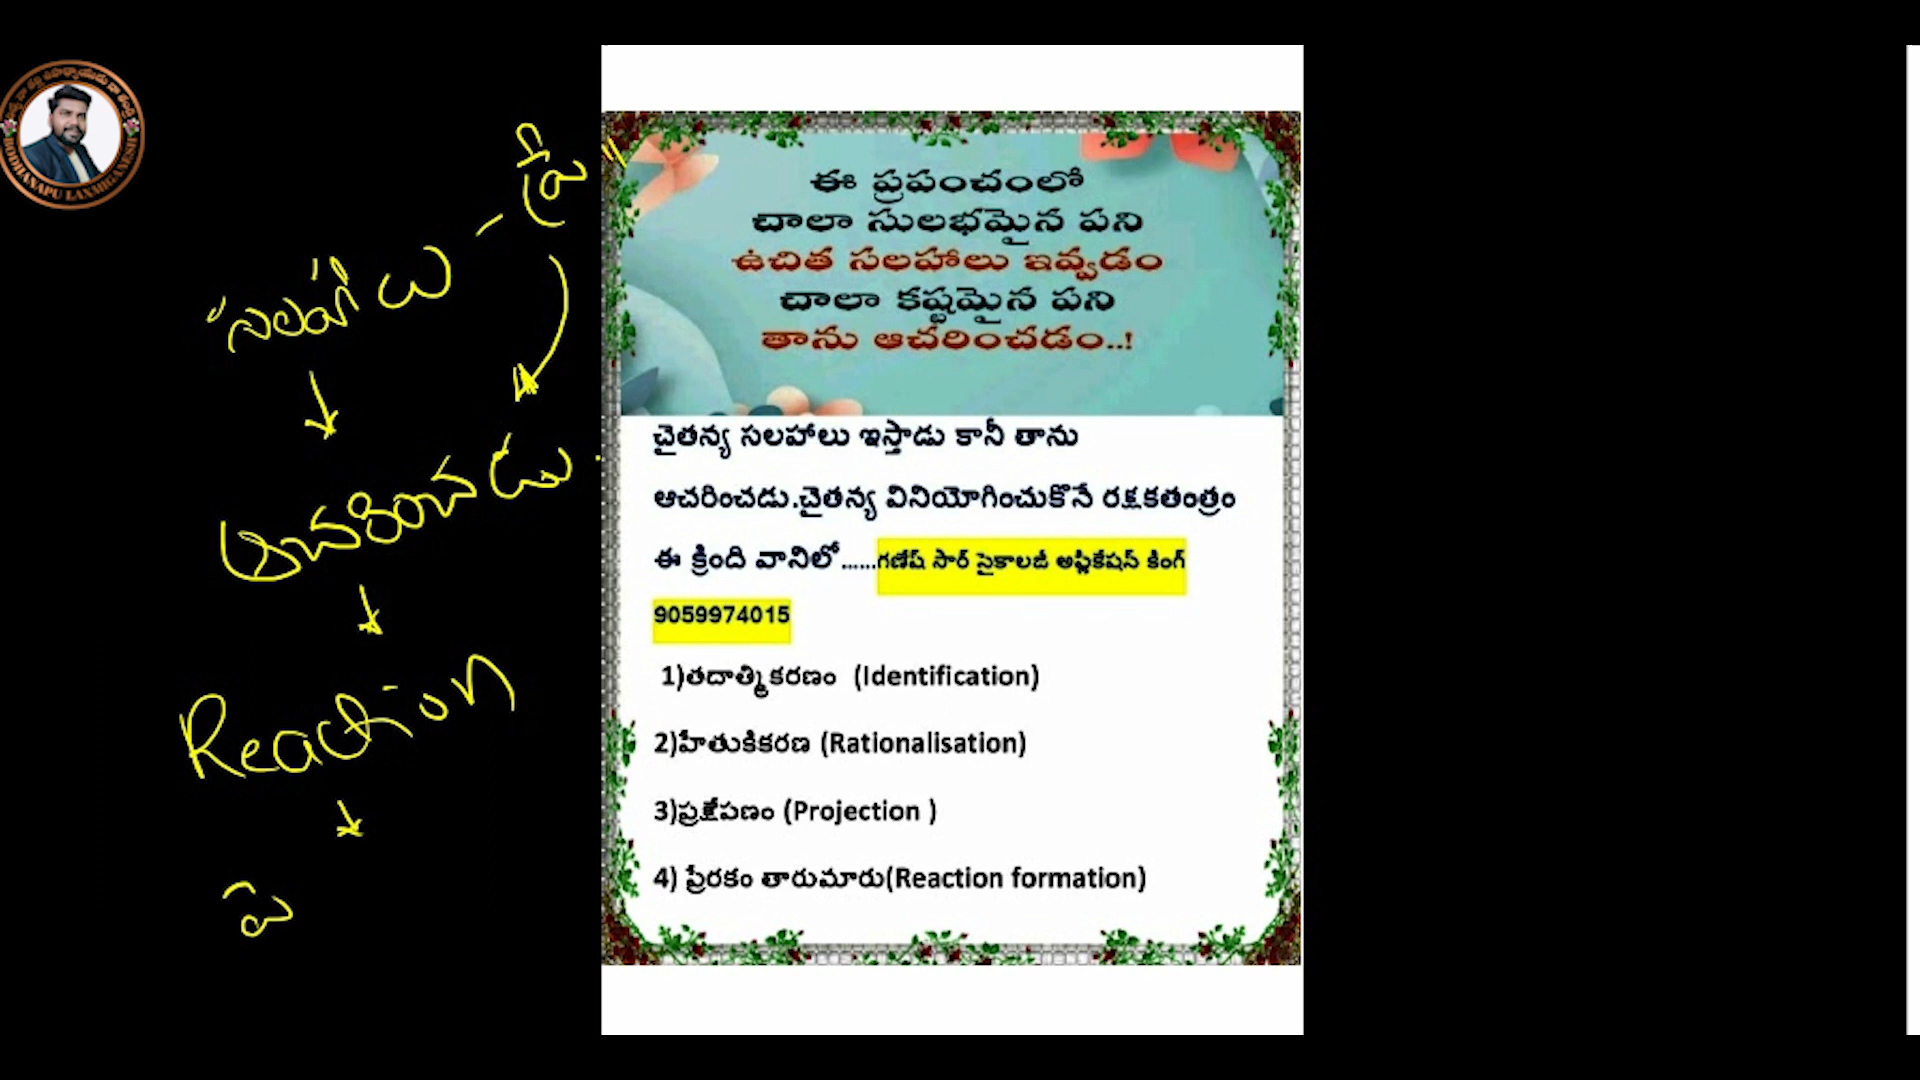 BODHANAPU LAXMIGANESH
ఈ ప్రపంచంలో
చాలా సులభమైన పని
ఉచిత సలహాలు ఇవ్వడం
చాలా కష్టమైన పని
తాను ఆచరించడం..!
చైతన్య సలహాలు ఇస్తాడు కానీ తాను
ఆచరించడు.చైతన్య వినియోగించుకొనే రక్షకతంత్రం
ఈ క్రింది వానిలో......గణేష్ సార్ సైకాలజీ అప్లికేషన్ కింగ్
9059974015
1)తదాత్మికరణం (Identification)
2)హేతుకికరణ (Rationalisation)
3)ప్రక్షేపణం (Projection )
4) ప్రేరకం తారుమారు(Reaction formation)
ఆచరించడు
Reaction